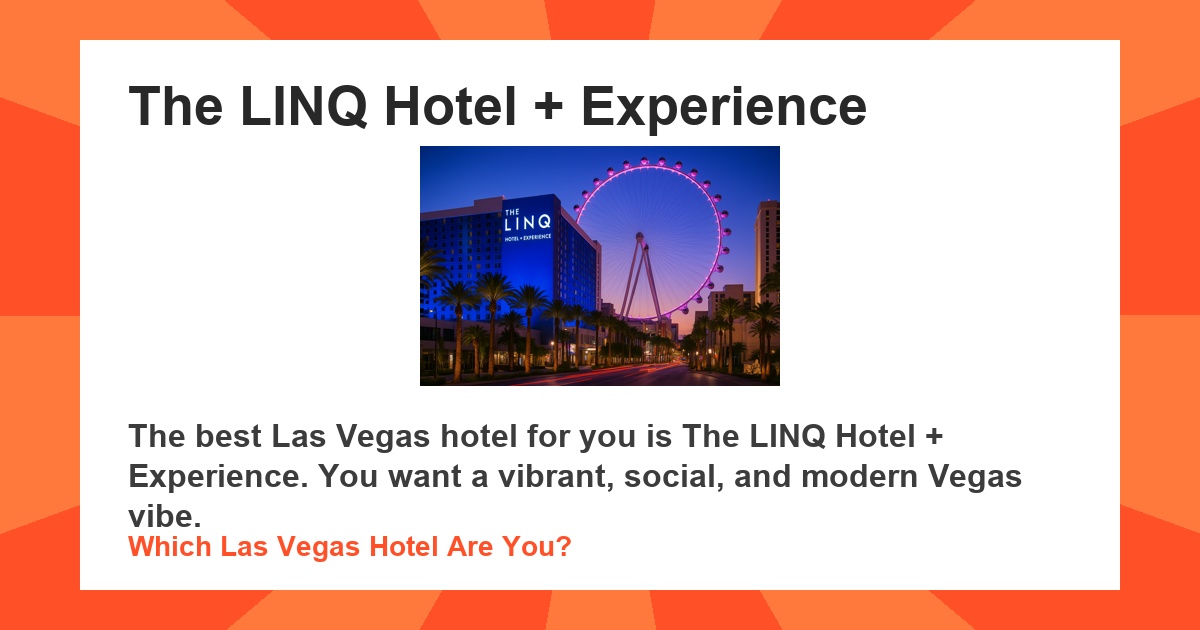 The LINQ Hotel + Experience
THE
LINQ
HOTEL + EXPERIENCE
The best Las Vegas hotel for you is The LINQ Hotel +
Experience. You want a vibrant, social, and modern Vegas
vibe.
Which Las Vegas Hotel Are You?